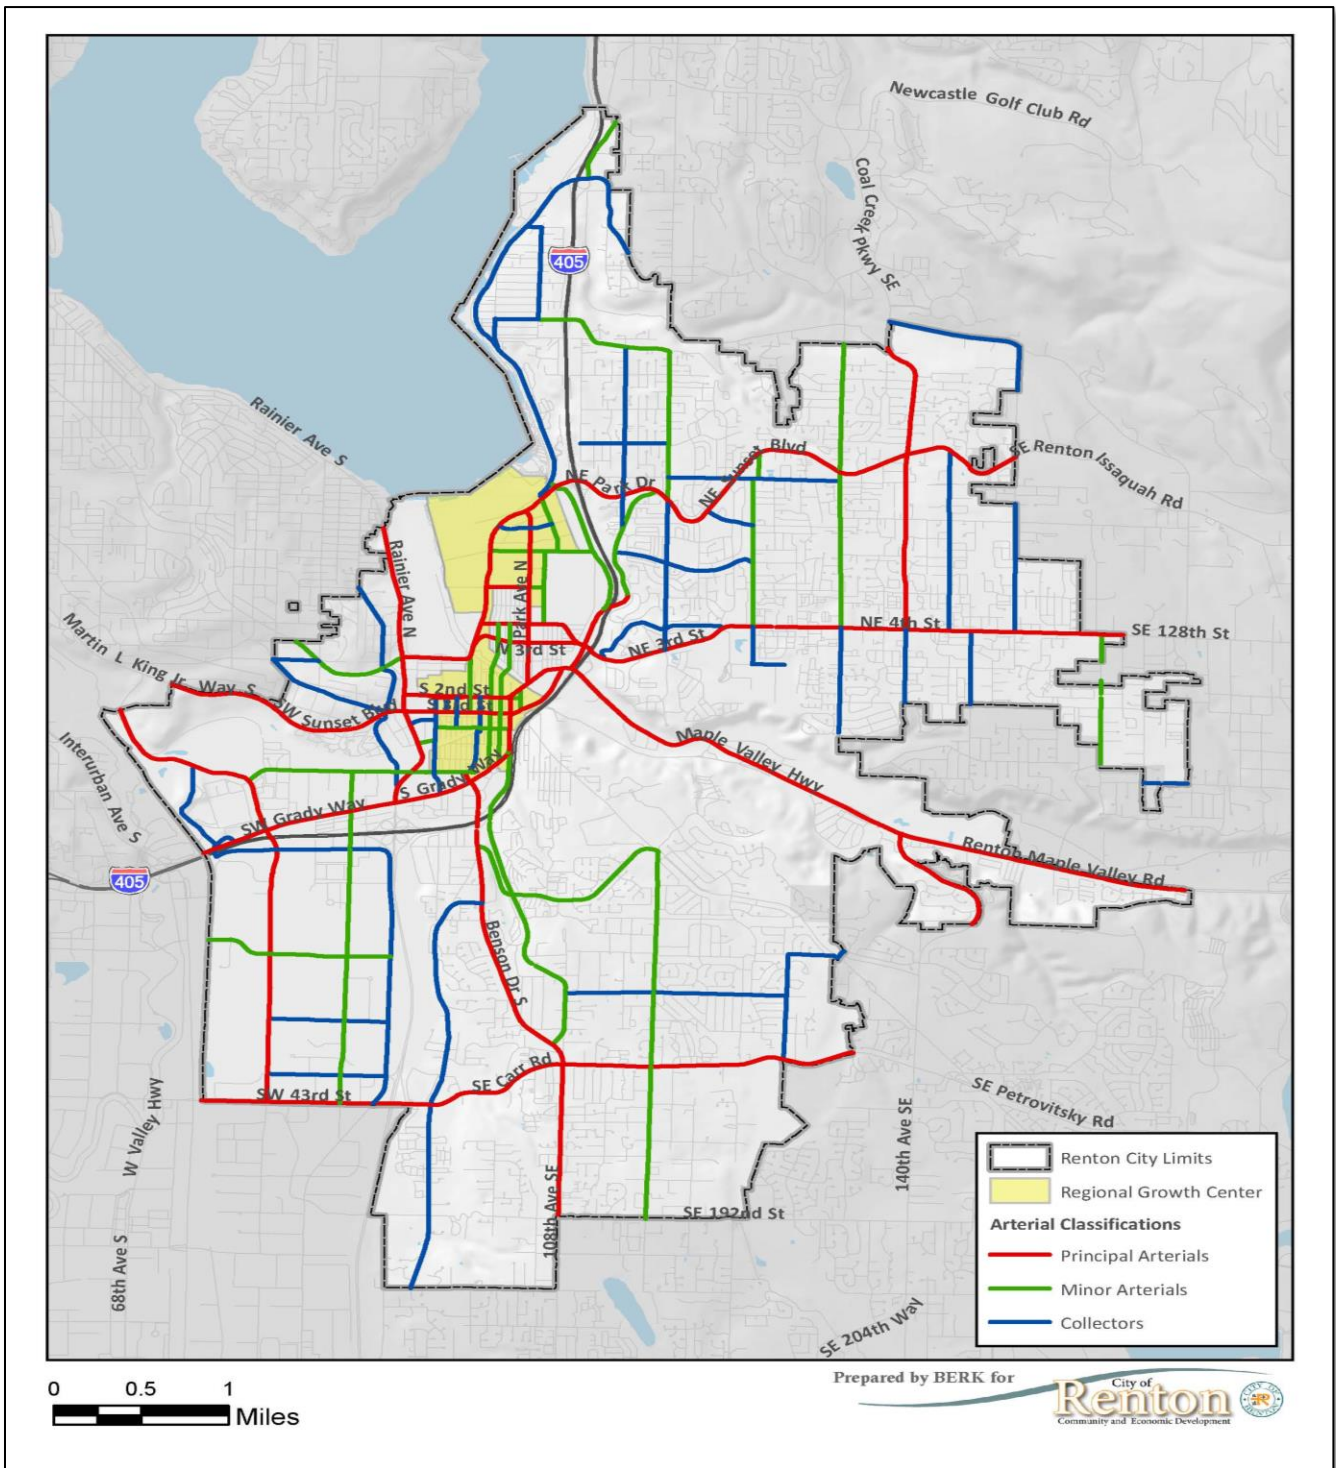 Newcastle Golf Club Rd
Coal Creek Pkwy SE
405
Rainier Ave S
SE Renton Issaquah Rd
NE Sunset Blvd
NE Park Dr
Rainier Ave N
Park Ave N
NE 4th St
SE 128th St
NE 3rd St
N 3rd St
Martin L King Jr Way S
S 2nd St
S 3rd St
SW Sunset Blvd
Interurban Ave S
Maple Valley Hwy
S Grady Way
SW Grady Way
Renton Maple Valley Rd
405
Benson Dr S
SE Carr Rd
SW 43rd St
SE Petrovitsky Rd
W Valley Hwy
140th Ave SE
108th Ave SE
SE 192nd St
68th Ave S
SE 204th Way
Renton City Limits
Regional Growth Center
Arterial Classifications
Principal Arterials
Minor Arterials
Collectors
0 0.5 1
Miles
Prepared by BERK for
City of
Renton
Community and Economic Development